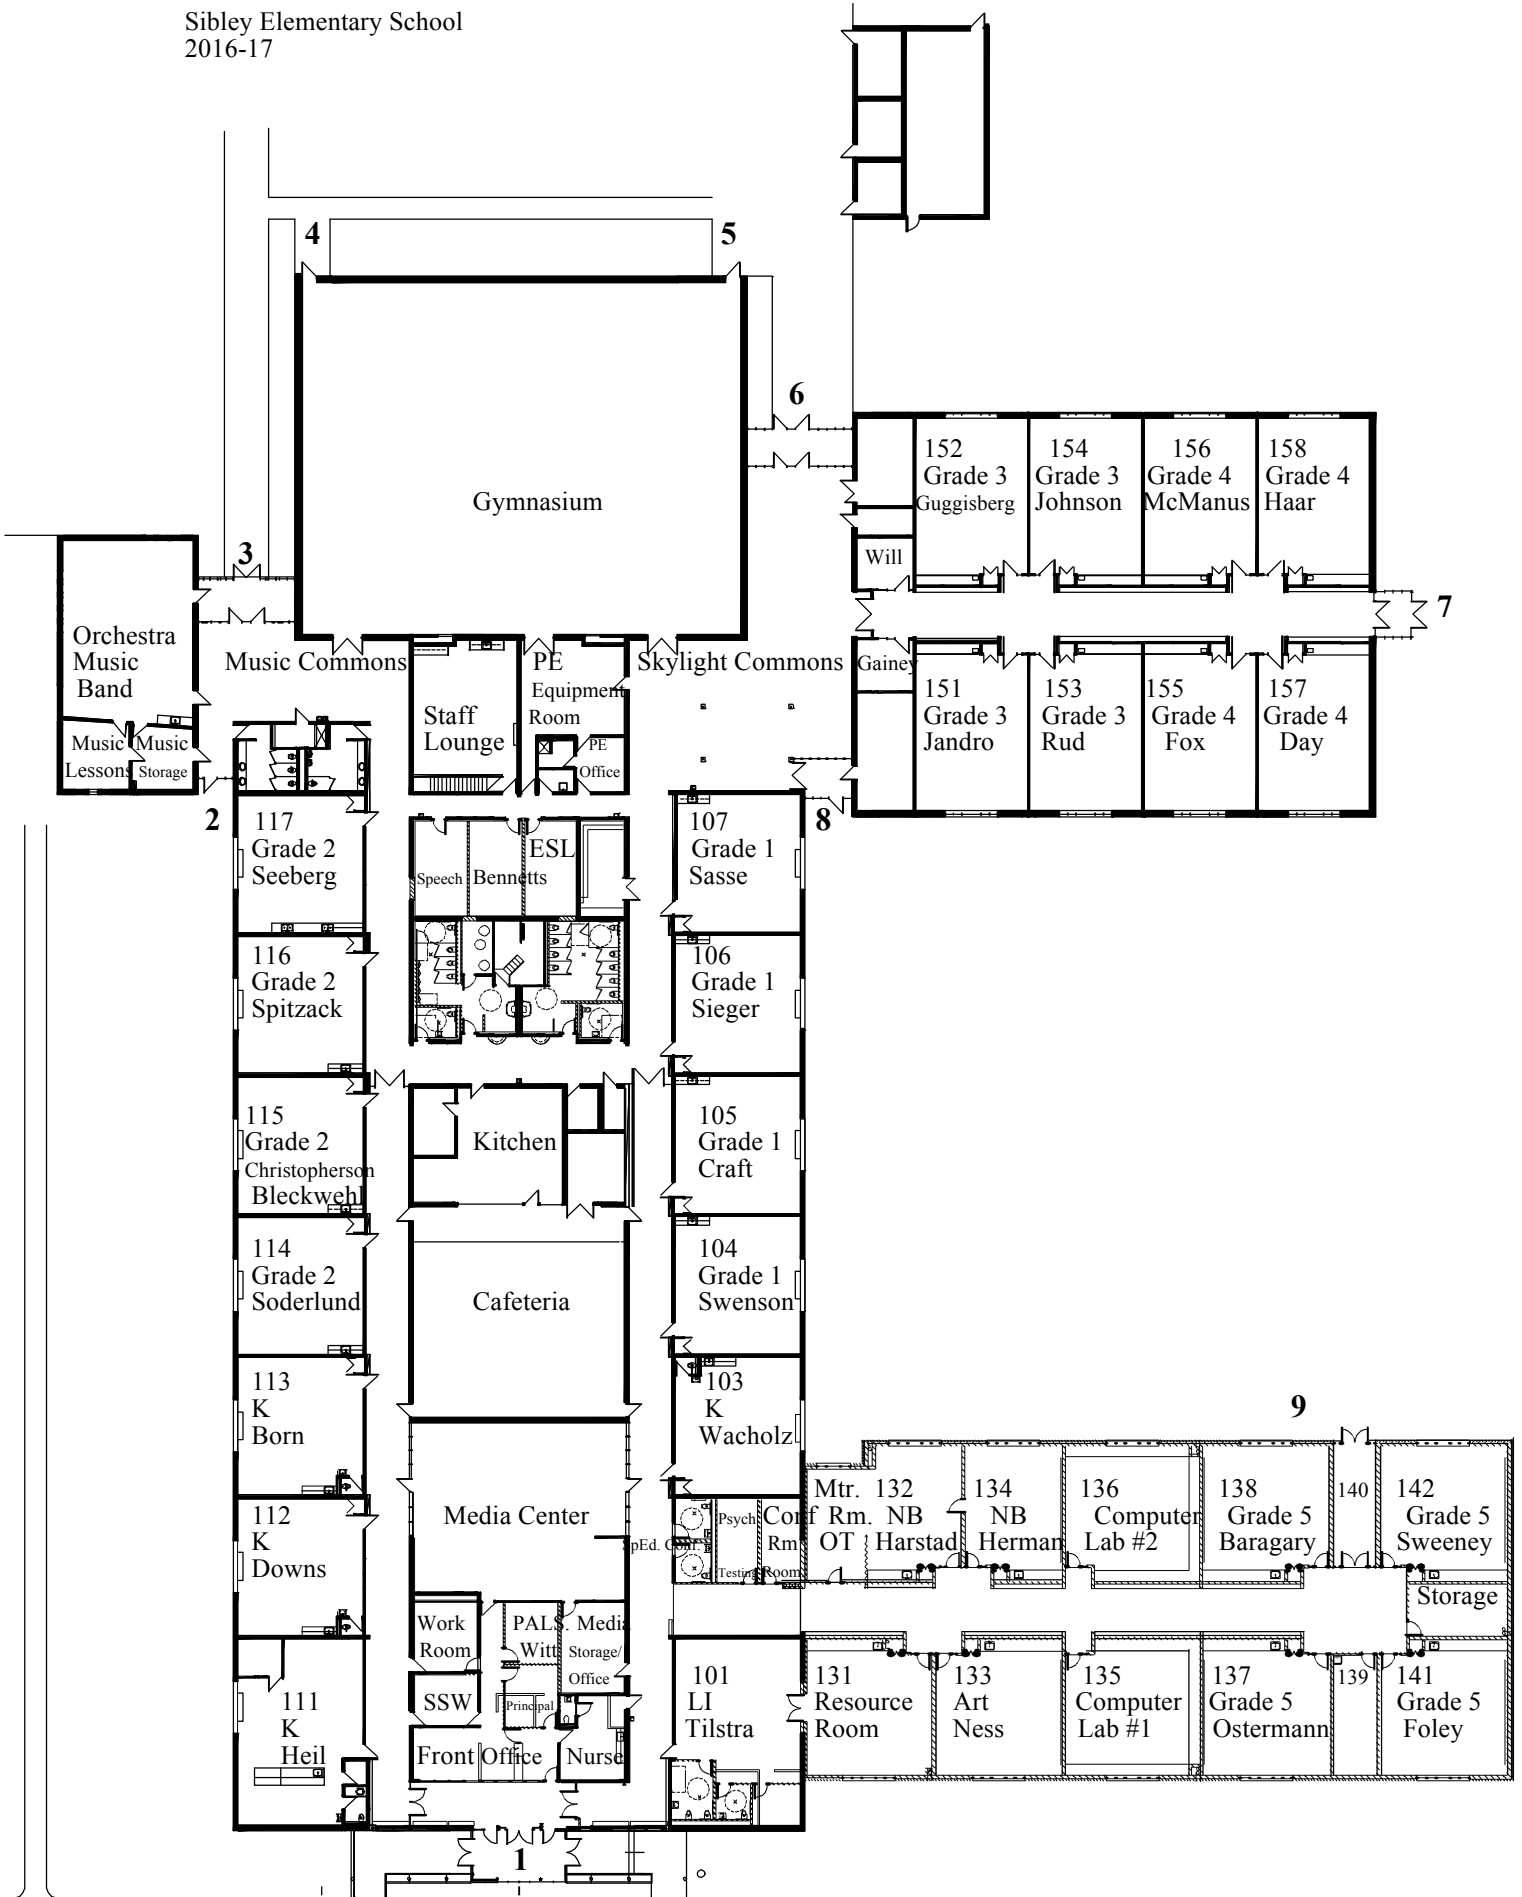 Sibley Elementary School
2016-17
4
5
6
3
7
2
8
9
1
Gymnasium
Orchestra
Music
Band
Music
Lessons
Music
Storage
Music Commons
Staff
Lounge
PE
Equipment
Room
PE
Office
Skylight Commons
152
Grade 3
Guggisberg
154
Grade 3
Johnson
156
Grade 4
McManus
158
Grade 4
Haar
Will
Gainey
151
Grade 3
Jandro
153
Grade 3
Rud
155
Grade 4
Fox
157
Grade 4
Day
117
Grade 2
Seeberg
Speech
Bennetts
ESL
107
Grade 1
Sasse
116
Grade 2
Spitzack
106
Grade 1
Sieger
115
Grade 2
Christopherson
Bleckwehl
Kitchen
105
Grade 1
Craft
114
Grade 2
Soderlund
Cafeteria
104
Grade 1
Swenson
113
K
Born
103
K
Wacholz
112
K
Downs
Media Center
SpEd. Conf.
Psych
Testing Room
Conf
Rm
Mtr.
Rm.
OT
132
NB
Harstad
134
NB
Herman
136
Computer
Lab #2
138
Grade 5
Baragary
140
142
Grade 5
Sweeney
Storage
Work
Room
PALS.
Witt
Media
Storage/
Office
SSW
Principal
111
K
Heil
Front Office
Nurse
101
LI
Tilstra
131
Resource
Room
133
Art
Ness
135
Computer
Lab #1
137
Grade 5
Ostermann
139
141
Grade 5
Foley